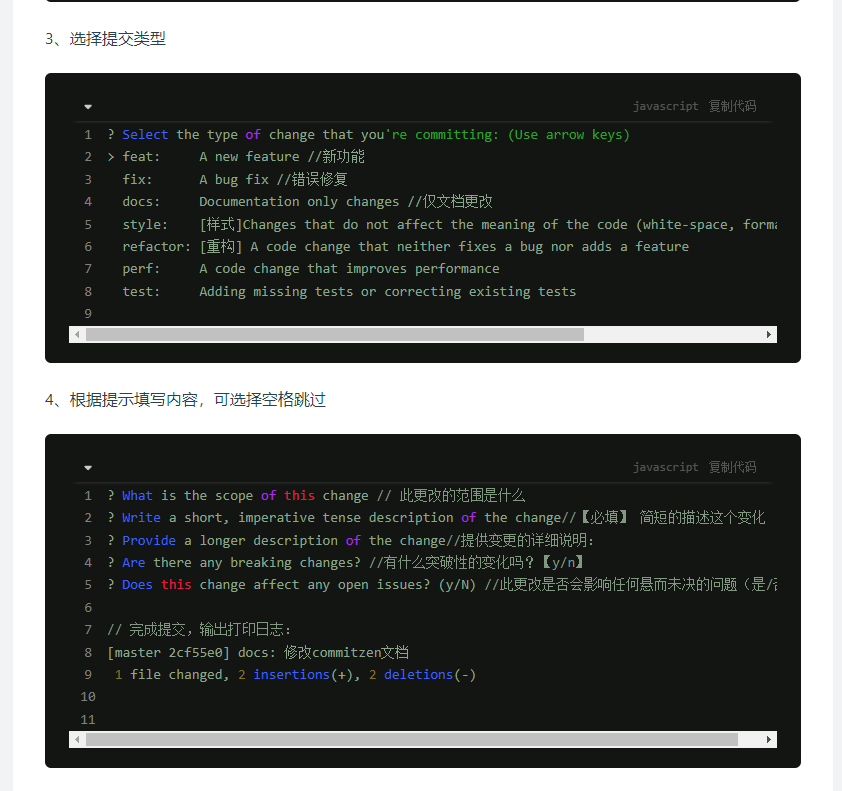 3、选择提交类型
javascript 复制代码
1 ? Select the type of change that you're committing: (Use arrow keys)
2 > feat: A new feature //新功能
3 fix: A bug fix //错误修复
4 docs: Documentation only changes //仅文档更改
5 style: [样式]Changes that do not affect the meaning of the code (white-space, forma
6 refactor: [重构] A code change that neither fixes a bug nor adds a feature
7 perf: A code change that improves performance
8 test: Adding missing tests or correcting existing tests
9
4、根据提示填写内容，可选择空格跳过
javascript 复制代码
1 ? What is the scope of this change // 此更改的范围是什么
2 ? Write a short, imperative tense description of the change//【必填】 简短的描述这个变化
3 ? Provide a longer description of the change//提供变更的详细说明：
4 ? Are there any breaking changes? //有什么突破性的变化吗？【y/n】
5 ? Does this change affect any open issues? (y/N) //此更改是否会影响任何悬而未决的问题（是/
6
7 // 完成提交，输出打印日志：
8 [master 2cf55e0] docs: 修改commitzen文档
9 1 file changed, 2 insertions(+), 2 deletions(-)
10
11